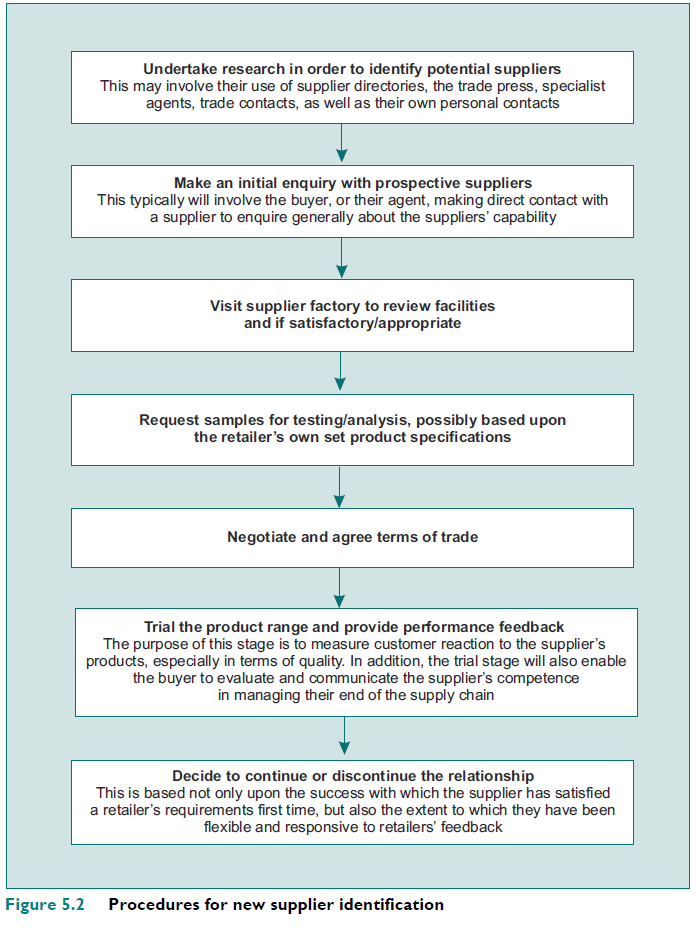 Undertake research in order to identify potential suppliers
This may involve their use of supplier directories, the trade press, specialist
agents, trade contacts, as well as their own personal contacts
Make an initial enquiry with prospective suppliers
This typically will involve the buyer, or their agent, making direct contact with
a supplier to enquire generally about the suppliers’ capability
Visit supplier factory to review facilities
and if satisfactory/appropriate
Request samples for testing/analysis, possibly based upon
the retailer’s own set product specifications
Negotiate and agree terms of trade
Trial the product range and provide performance feedback
The purpose of this stage is to measure customer reaction to the supplier’s
products, especially in terms of quality. In addition, the trial stage will also enable
the buyer to evaluate and communicate the supplier’s competence
in managing their end of the supply chain
Decide to continue or discontinue the relationship
This is based not only upon the success with which the supplier has satisfied
a retailer’s requirements first time, but also the extent to which they have been
flexible and responsive to retailers’ feedback
Figure 5.2 Procedures for new supplier identification